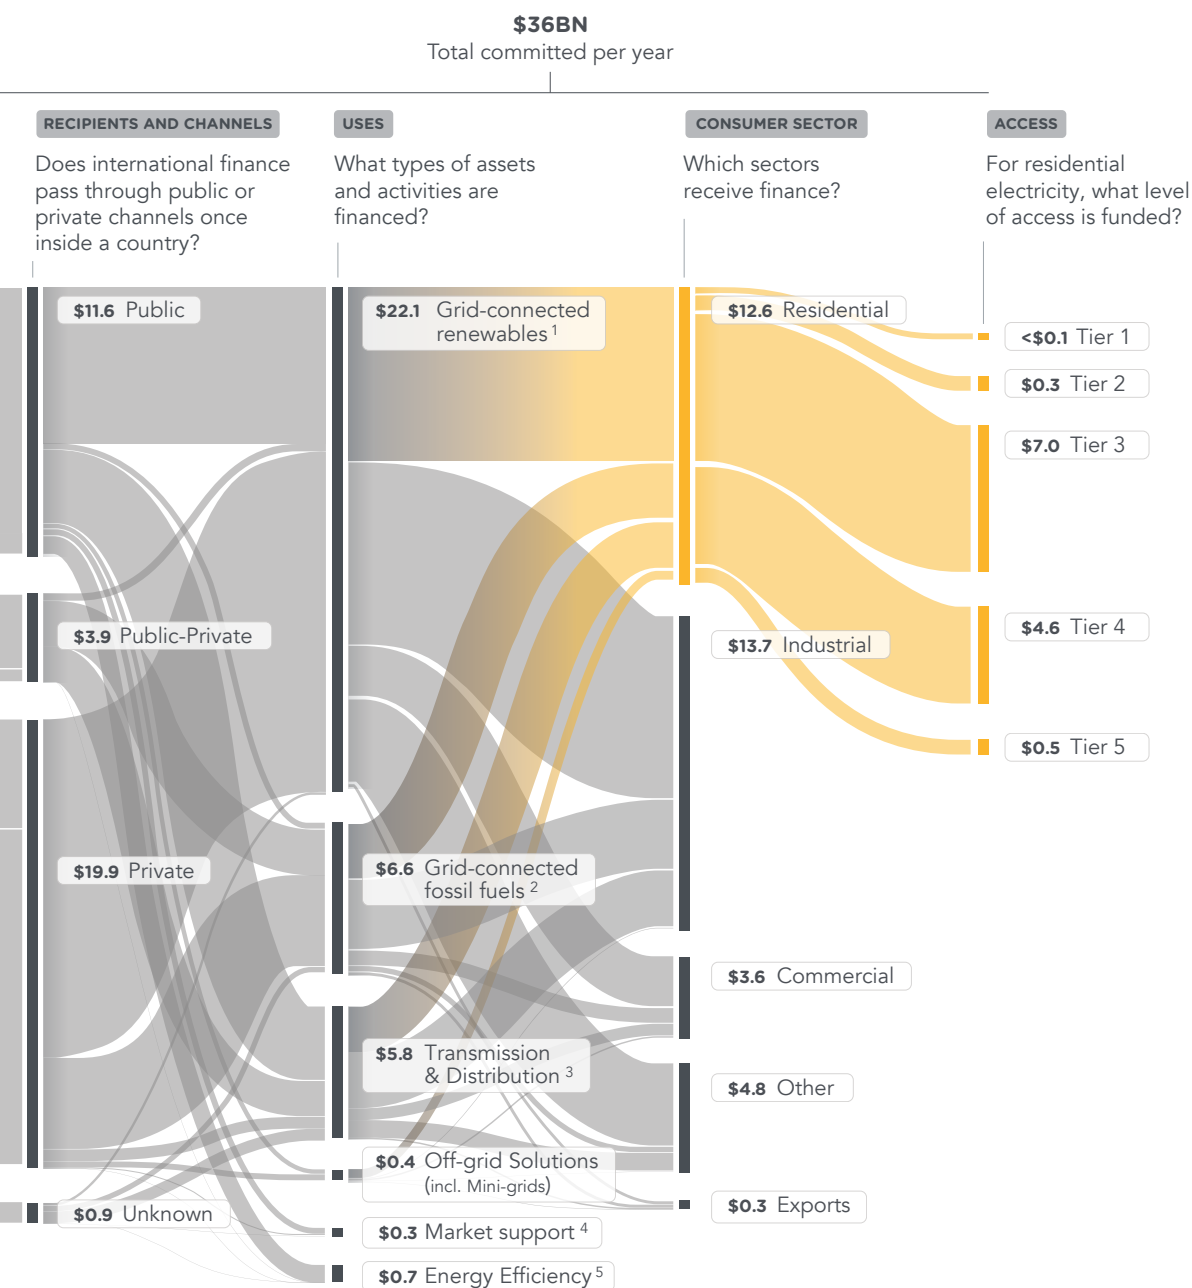 $36BN
Total committed per year
RECIPIENTS AND CHANNELS
Does international finance
pass through public or
private channels once
inside a country?
USES
What types of assets
and activities are
financed?
CONSUMER SECTOR
Which sectors
receive finance?
ACCESS
For residential
electricity, what level
of access is funded?
$11.6 Public
$3.9 Public-Private
$19.9 Private
$0.9 Unknown
$22.1 Grid-connected
renewables 1
$6.6 Grid-connected
fossil fuels 2
$5.8 Transmission
& Distribution 3
$0.4 Off-grid Solutions
(incl. Mini-grids)
$0.3 Market support 4
$0.7 Energy Efficiency 5
$12.6 Residential
$13.7 Industrial
$3.6 Commercial
$4.8 Other
$0.3 Exports
<$0.1 Tier 1
$0.3 Tier 2
$7.0 Tier 3
$4.6 Tier 4
$0.5 Tier 5